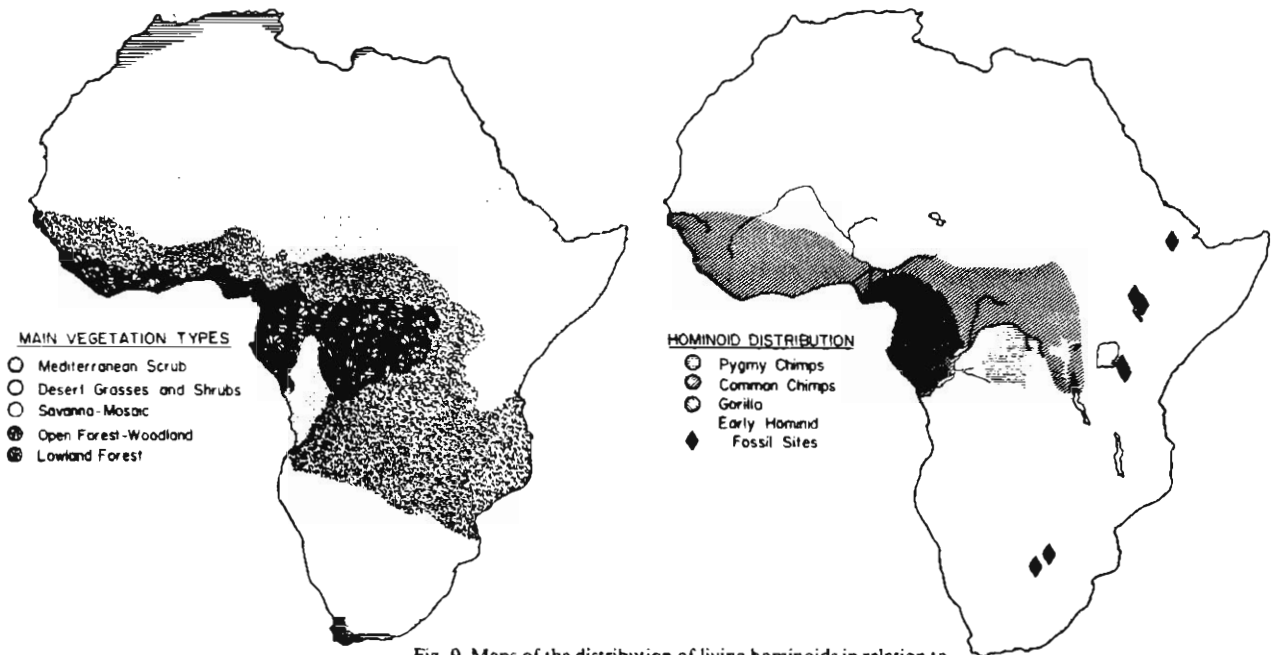 MAIN VEGETATION TYPES
Mediterranean Scrub
Desert Grasses and Shrubs
Savanna-Mosaic
Open Forest-Woodland
Lowland Forest
HOMINOID DISTRIBUTION
Pygmy Chimps
Common Chimps
Gorilla
Early Hominid
Fossil Sites
Fig. 9. Maps of the distribution of living hominoids in relation to